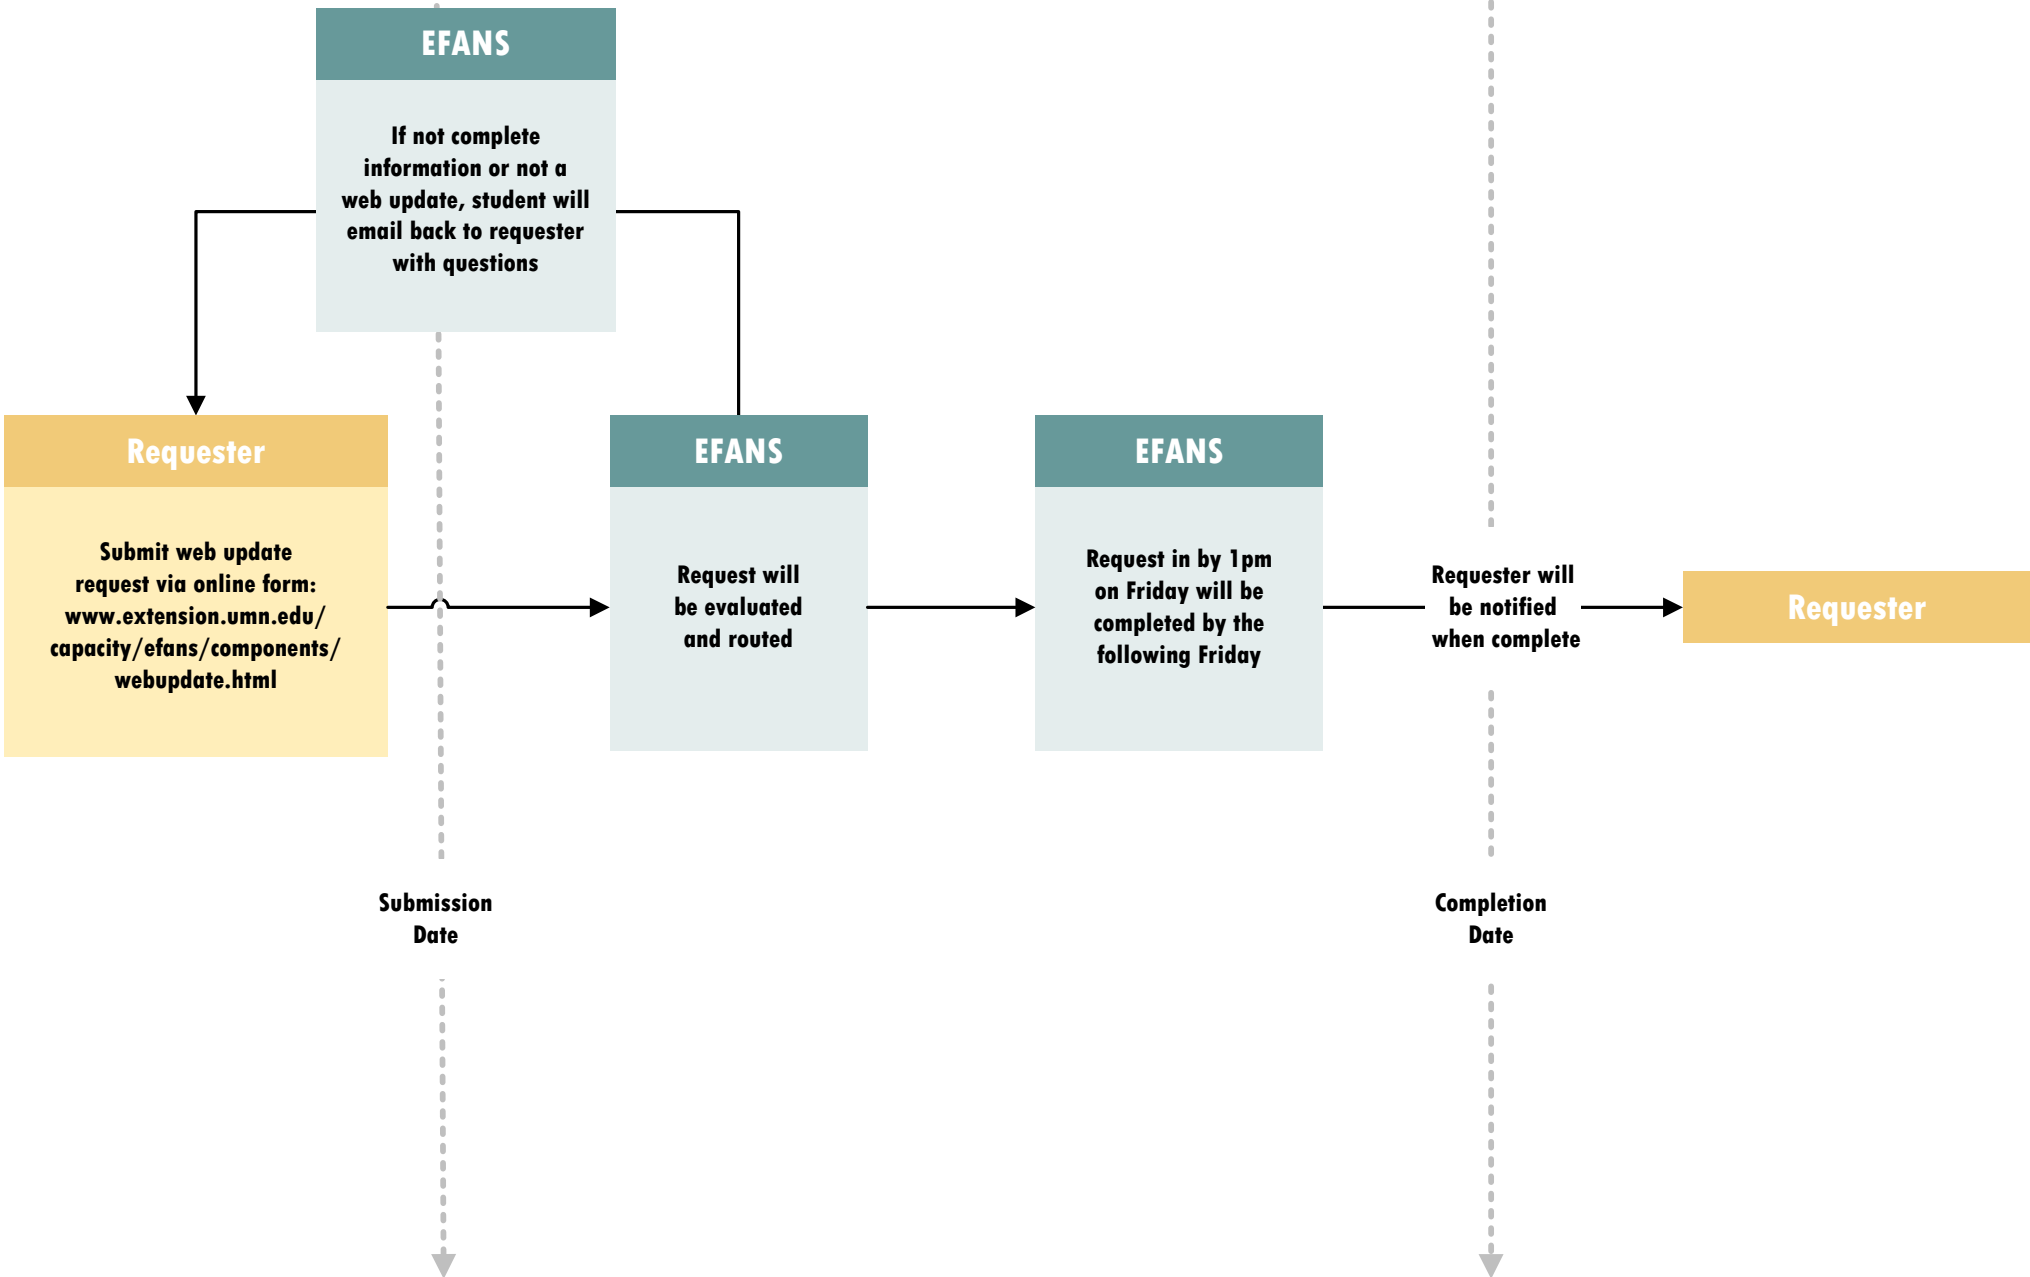 EFANS
If not complete
information or not a
web update, student will
email back to requester
with questions
Requester
Submit web update
request via online form:
www.extension.umn.edu/
capacity/efans/components/
webupdate.html
EFANS
Request will
be evaluated
and routed
EFANS
Request in by 1pm
on Friday will be
completed by the
following Friday
Requester will
be notified
when complete
Requester
Submission
Date
Completion
Date